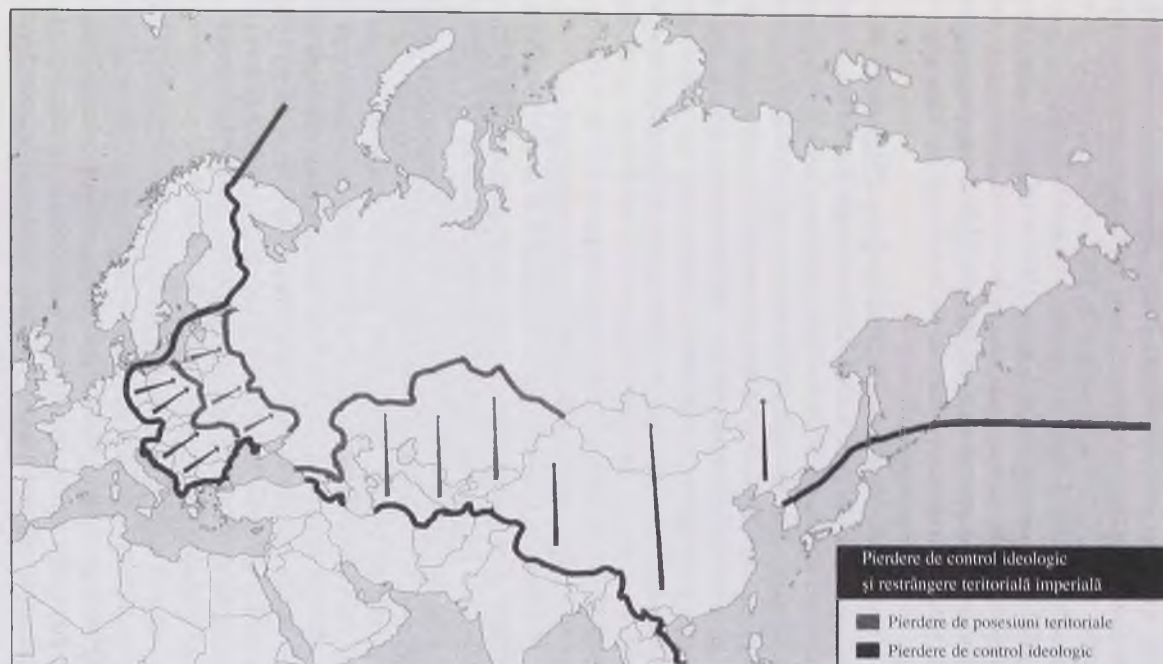 Pierdere de control ideologic
și restrângere teritorială imperială
Pierdere de posesiuni teritoriale
Pierdere de control ideologic